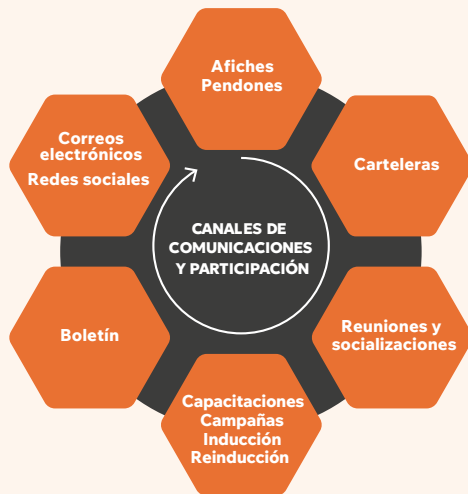 Afiches
Pendones
Correos
electrónicos
Redes sociales
Carteleras
CANALES DE
COMUNICACIONES
Y PARTICIPACIÓN
Boletín
Reuniones y
socializaciones
Capacitaciones
Campañas
Inducción
Reinducción